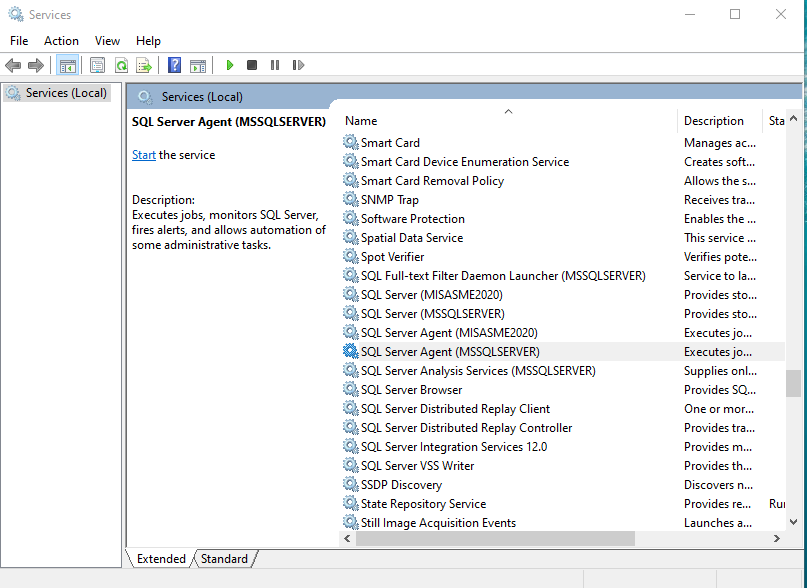 Services
File Action View Help
Services (Local)
Services (Local)
SQL Server Agent (MSSQLSERVER)
Start the service
Description:
Executes jobs, monitors SQL Server,
fires alerts, and allows automation of
some administrative tasks.
Name Description Sta
Smart Card Manages ac...
Smart Card Device Enumeration Service Creates soft...
Smart Card Removal Policy Allows the s...
SNMP Trap Receives tra...
Software Protection Enables the ...
Spatial Data Service This service ...
Spot Verifier Verifies pote...
SQL Full-text Filter Daemon Launcher (MSSQLSERVER) Service to la...
SQL Server (MISASME2020) Provides sto...
SQL Server (MSSQLSERVER) Provides sto...
SQL Server Agent (MISASME2020) Executes jo...
SQL Server Agent (MSSQLSERVER) Executes jo...
SQL Server Analysis Services (MSSQLSERVER) Supplies onl...
SQL Server Browser Provides SQ...
SQL Server Distributed Replay Client One or mor...
SQL Server Distributed Replay Controller Provides tra...
SQL Server Integration Services 12.0 Provides m...
SQL Server VSS Writer Provides th...
SSDP Discovery Discovers n...
State Repository Service Provides re... Rur
Still Image Acquisition Events Launches a...
Extended Standard